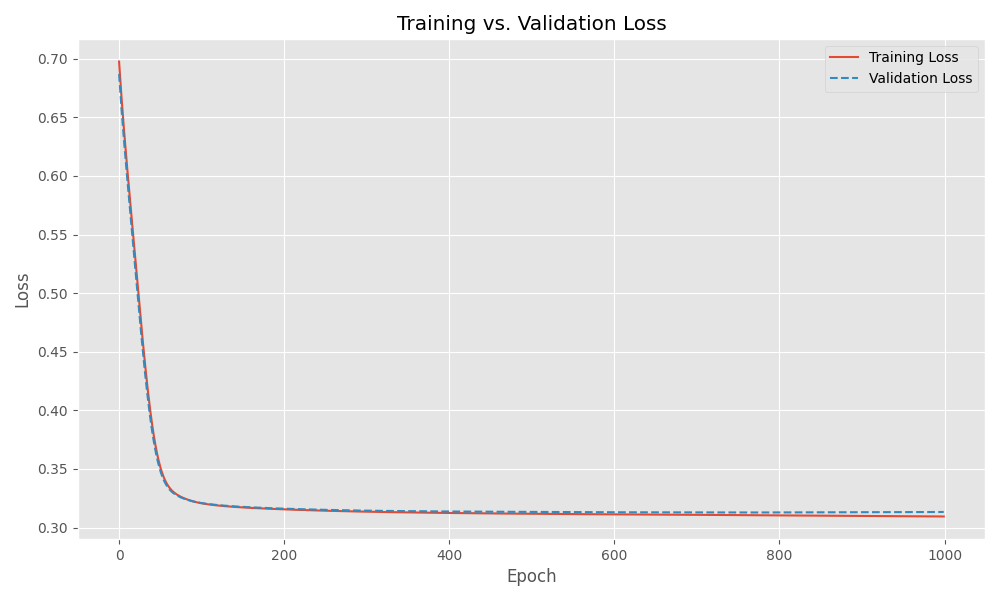 Training vs. Validation Loss
Training Loss
Validation Loss
0.70
0.65
0.60
0.55
0.50
0.45
0.40
0.35
0.30
Loss
0 200 400 600 800 1000
Epoch